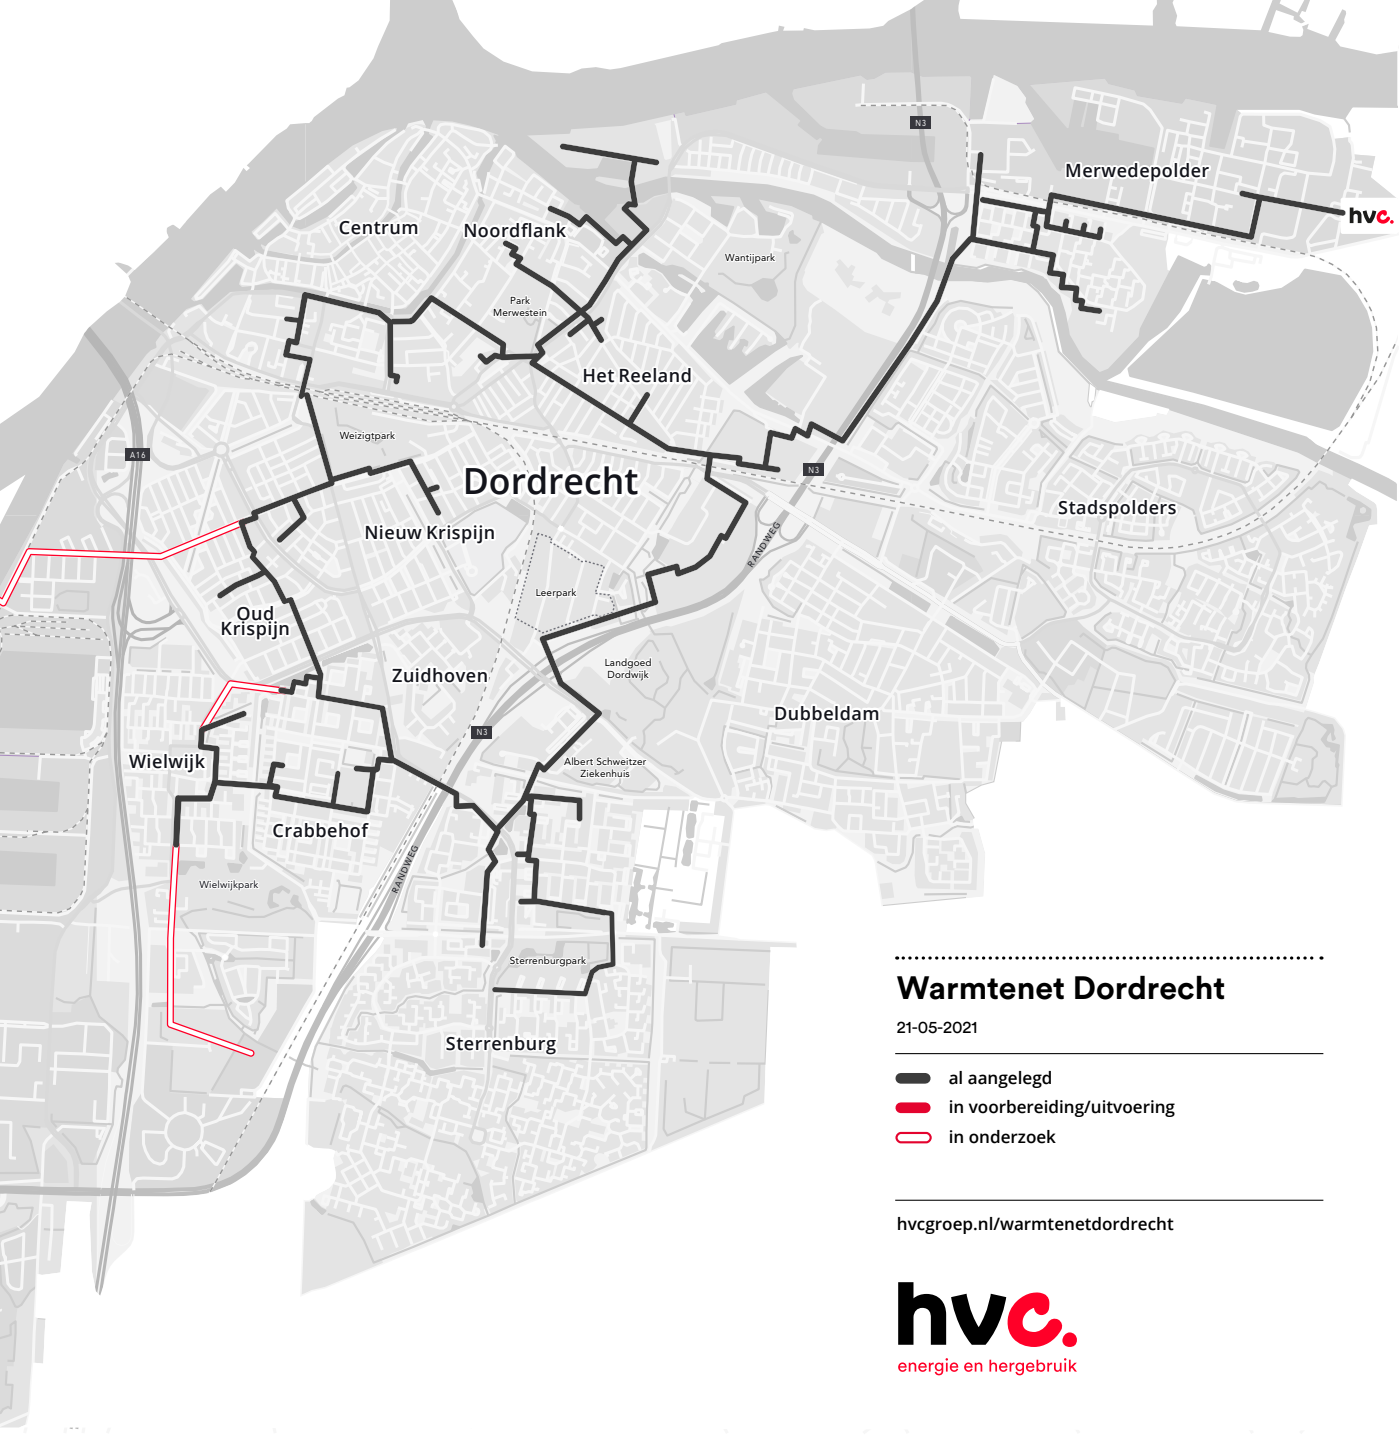 N3
Merwedepolder
hvc.
Centrum
Noordflank
Wantijpark
Park
Merwestein
Het Reeland
Weizigtpark
A16
Dordrecht
N3
Stadspolders
Nieuw Krispijn
RANDWEG
Leerpark
Oud
Krispijn
Zuidhoven
Landgoed
Dordwijk
Dubbeldam
N3
Wielwijk
Albert Schweitzer
Ziekenhuis
Crabbehof
RANDWEG
Wielwijkpark
Sterrenburgpark
Sterrenburg
Warmtenet Dordrecht
21-05-2021
al aangelegd
in voorbereiding/uitvoering
in onderzoek
hvcgroep.nl/warmtenetdordrecht
hvc.
energie en hergebruik